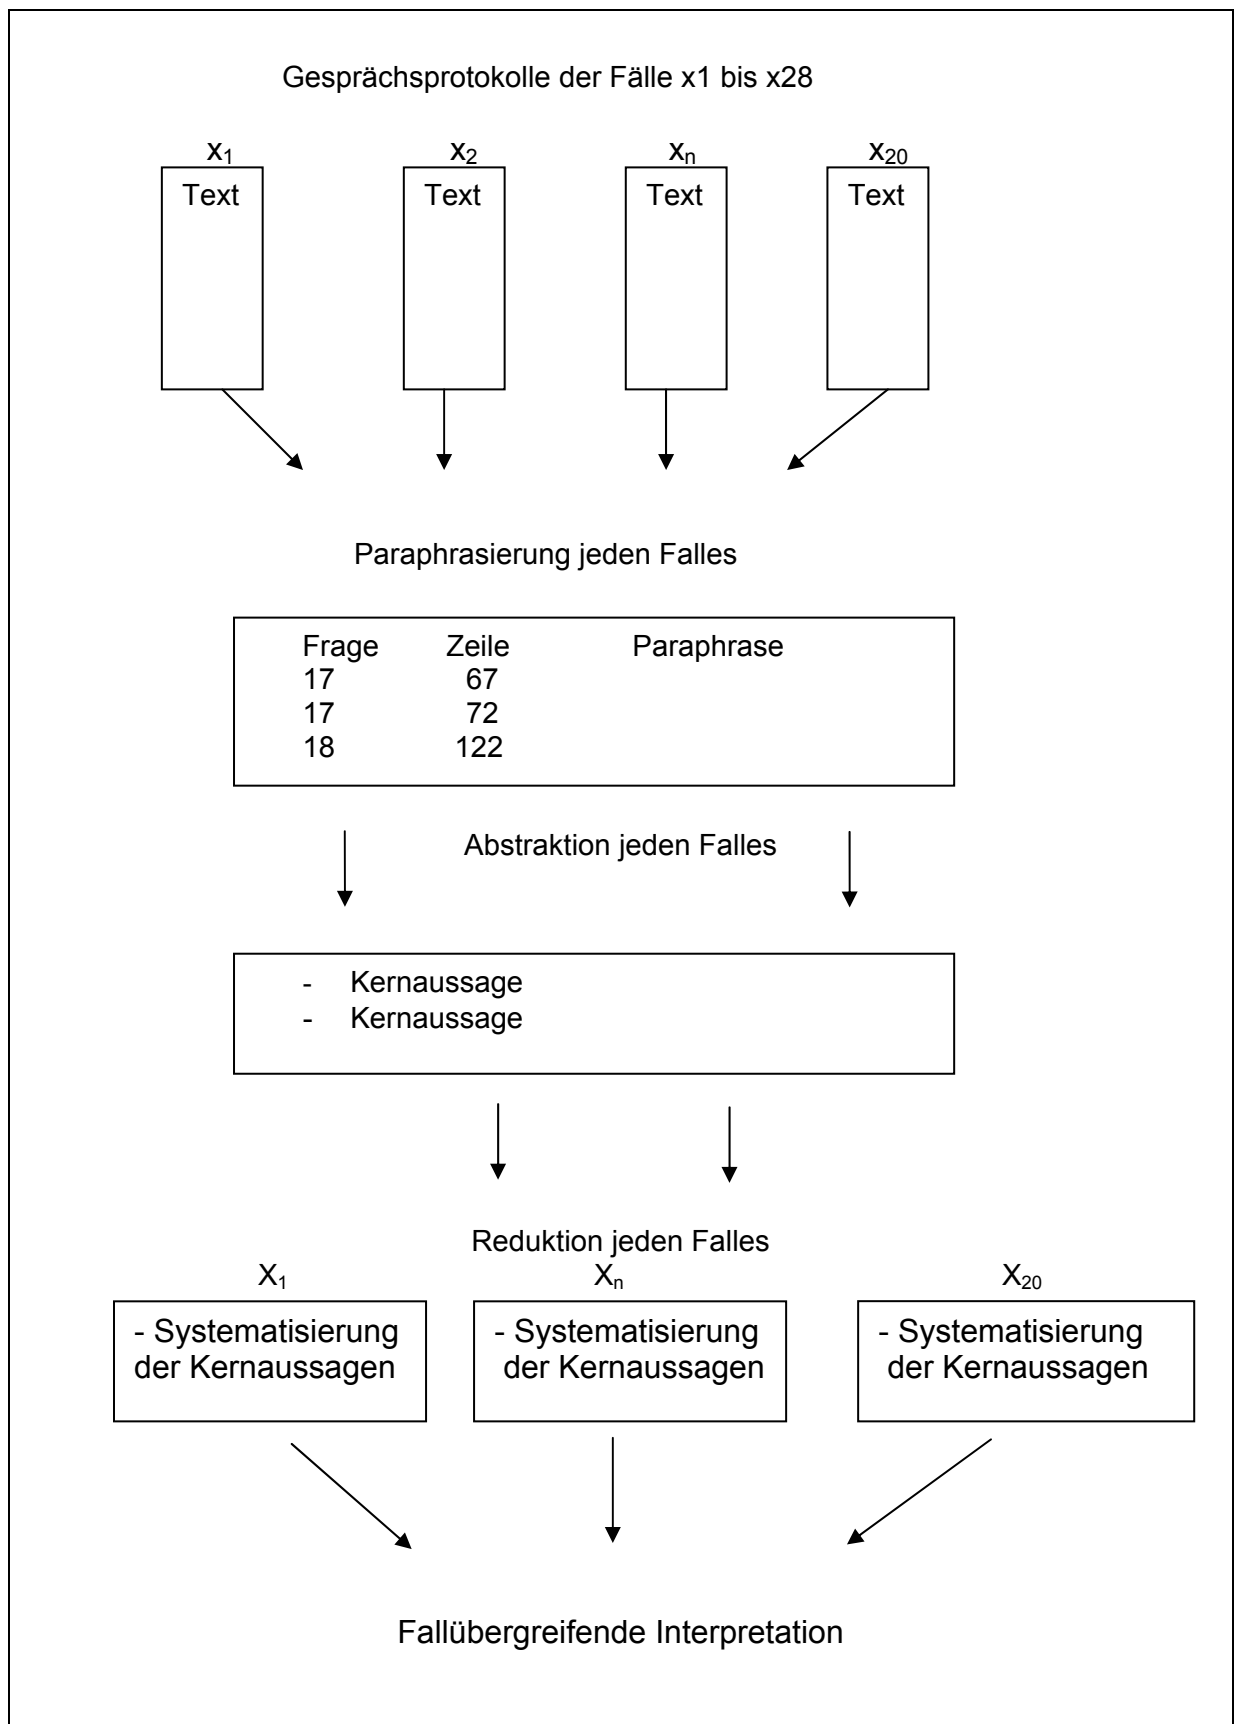 Gesprächsprotokolle der Fälle x1 bis x28
x₁ x₂ xₙ x₂₀
Text Text Text Text
Paraphrasierung jeden Falles
Frage Zeile Paraphrase
17 67
17 72
18 122
Abstraktion jeden Falles
- Kernaussage
- Kernaussage
Reduktion jeden Falles
X₁ Xₙ X₂₀
- Systematisierung
der Kernaussagen
- Systematisierung
der Kernaussagen
- Systematisierung
der Kernaussagen
Fallübergreifende Interpretation